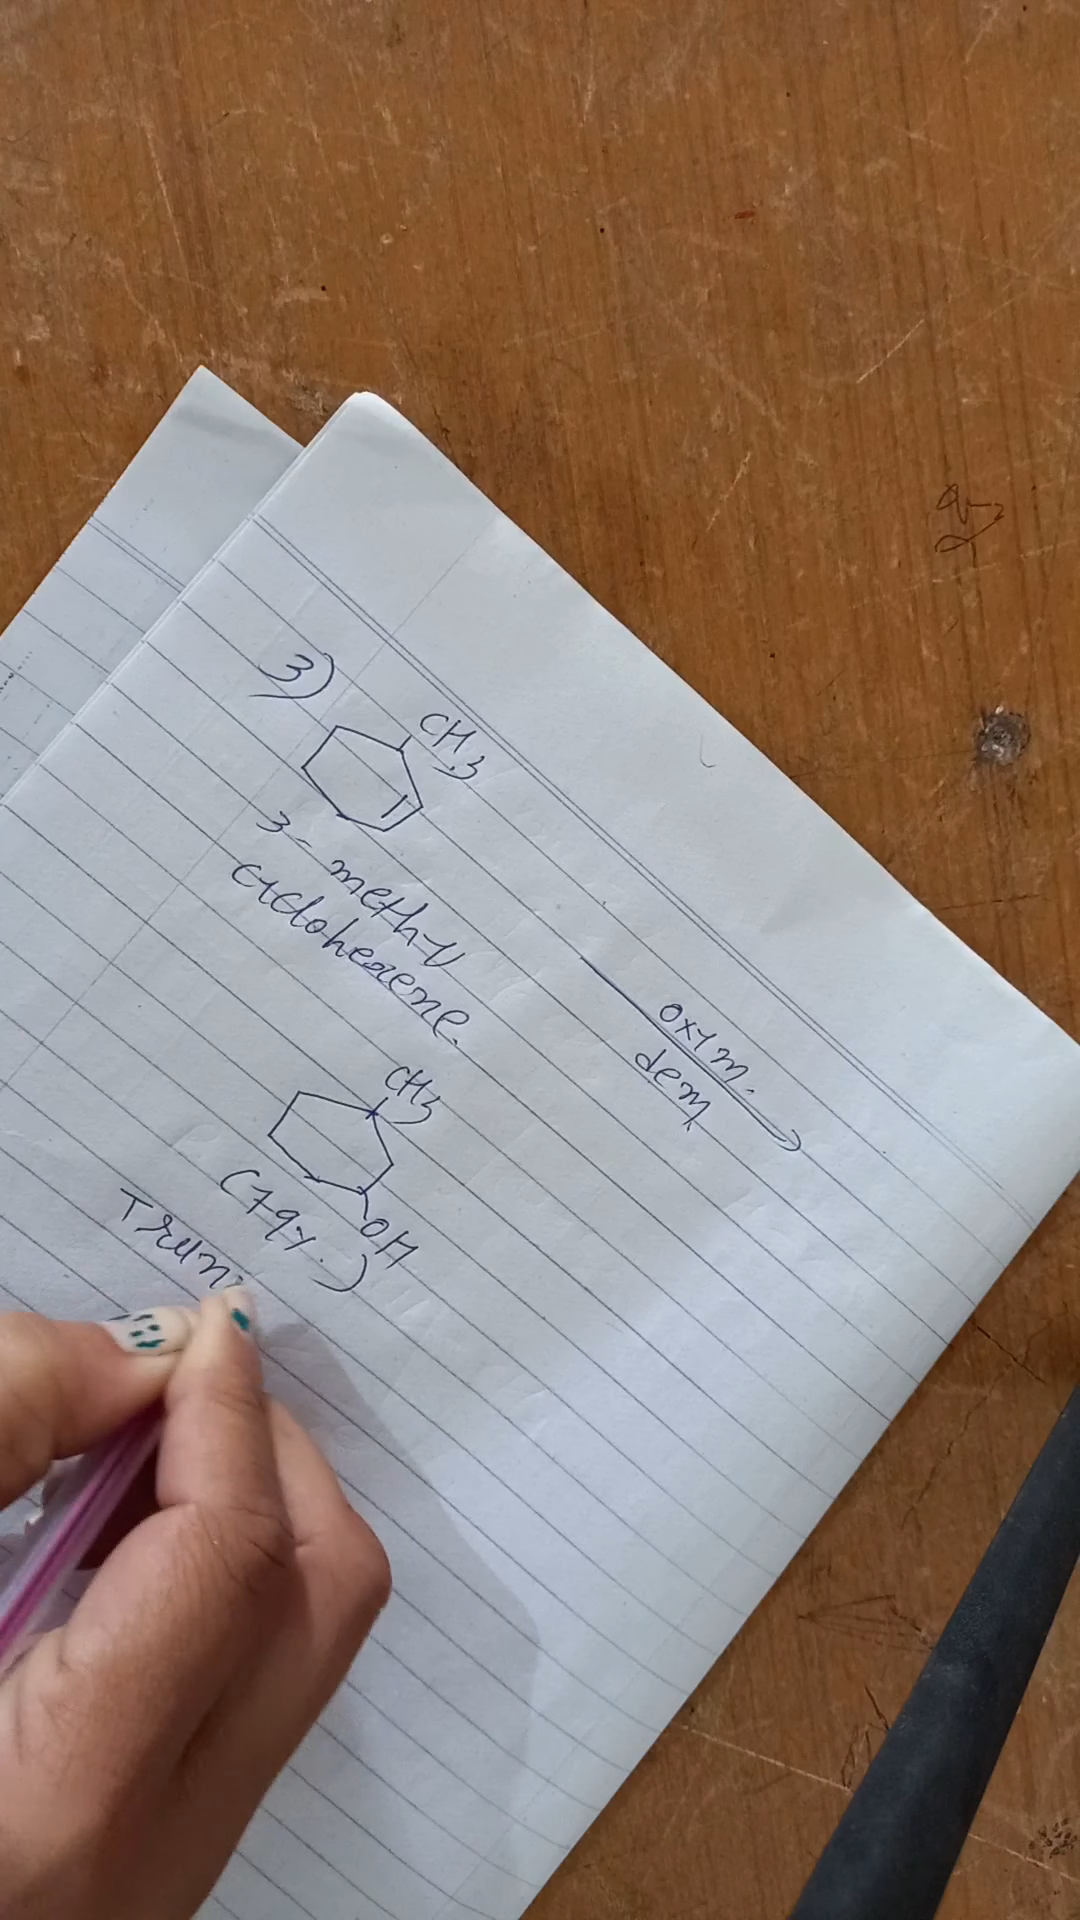 3)
CH3
3-methyl
cyclohexene.
oxym.
dem.
CH3
OH
(79%.)
Trun